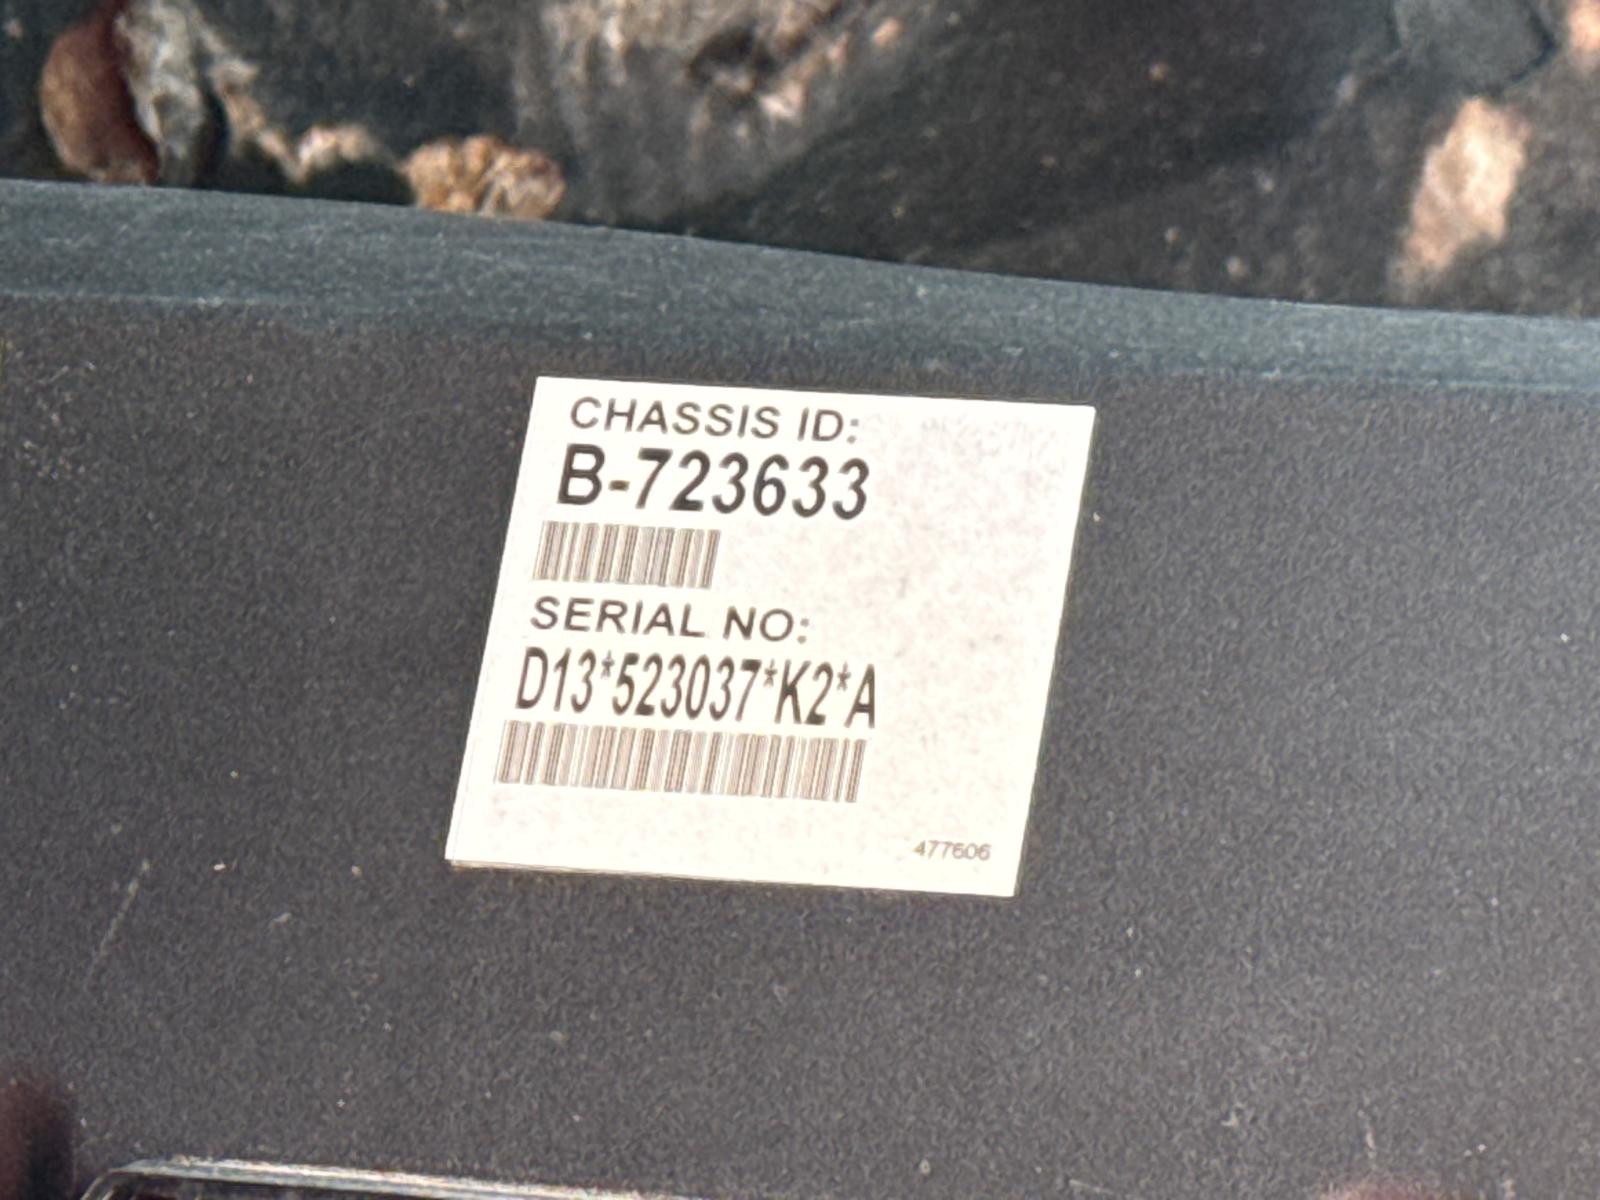 CHASSIS ID:
B-723633
SERIAL NO:
D13*523037*K2*A
477606